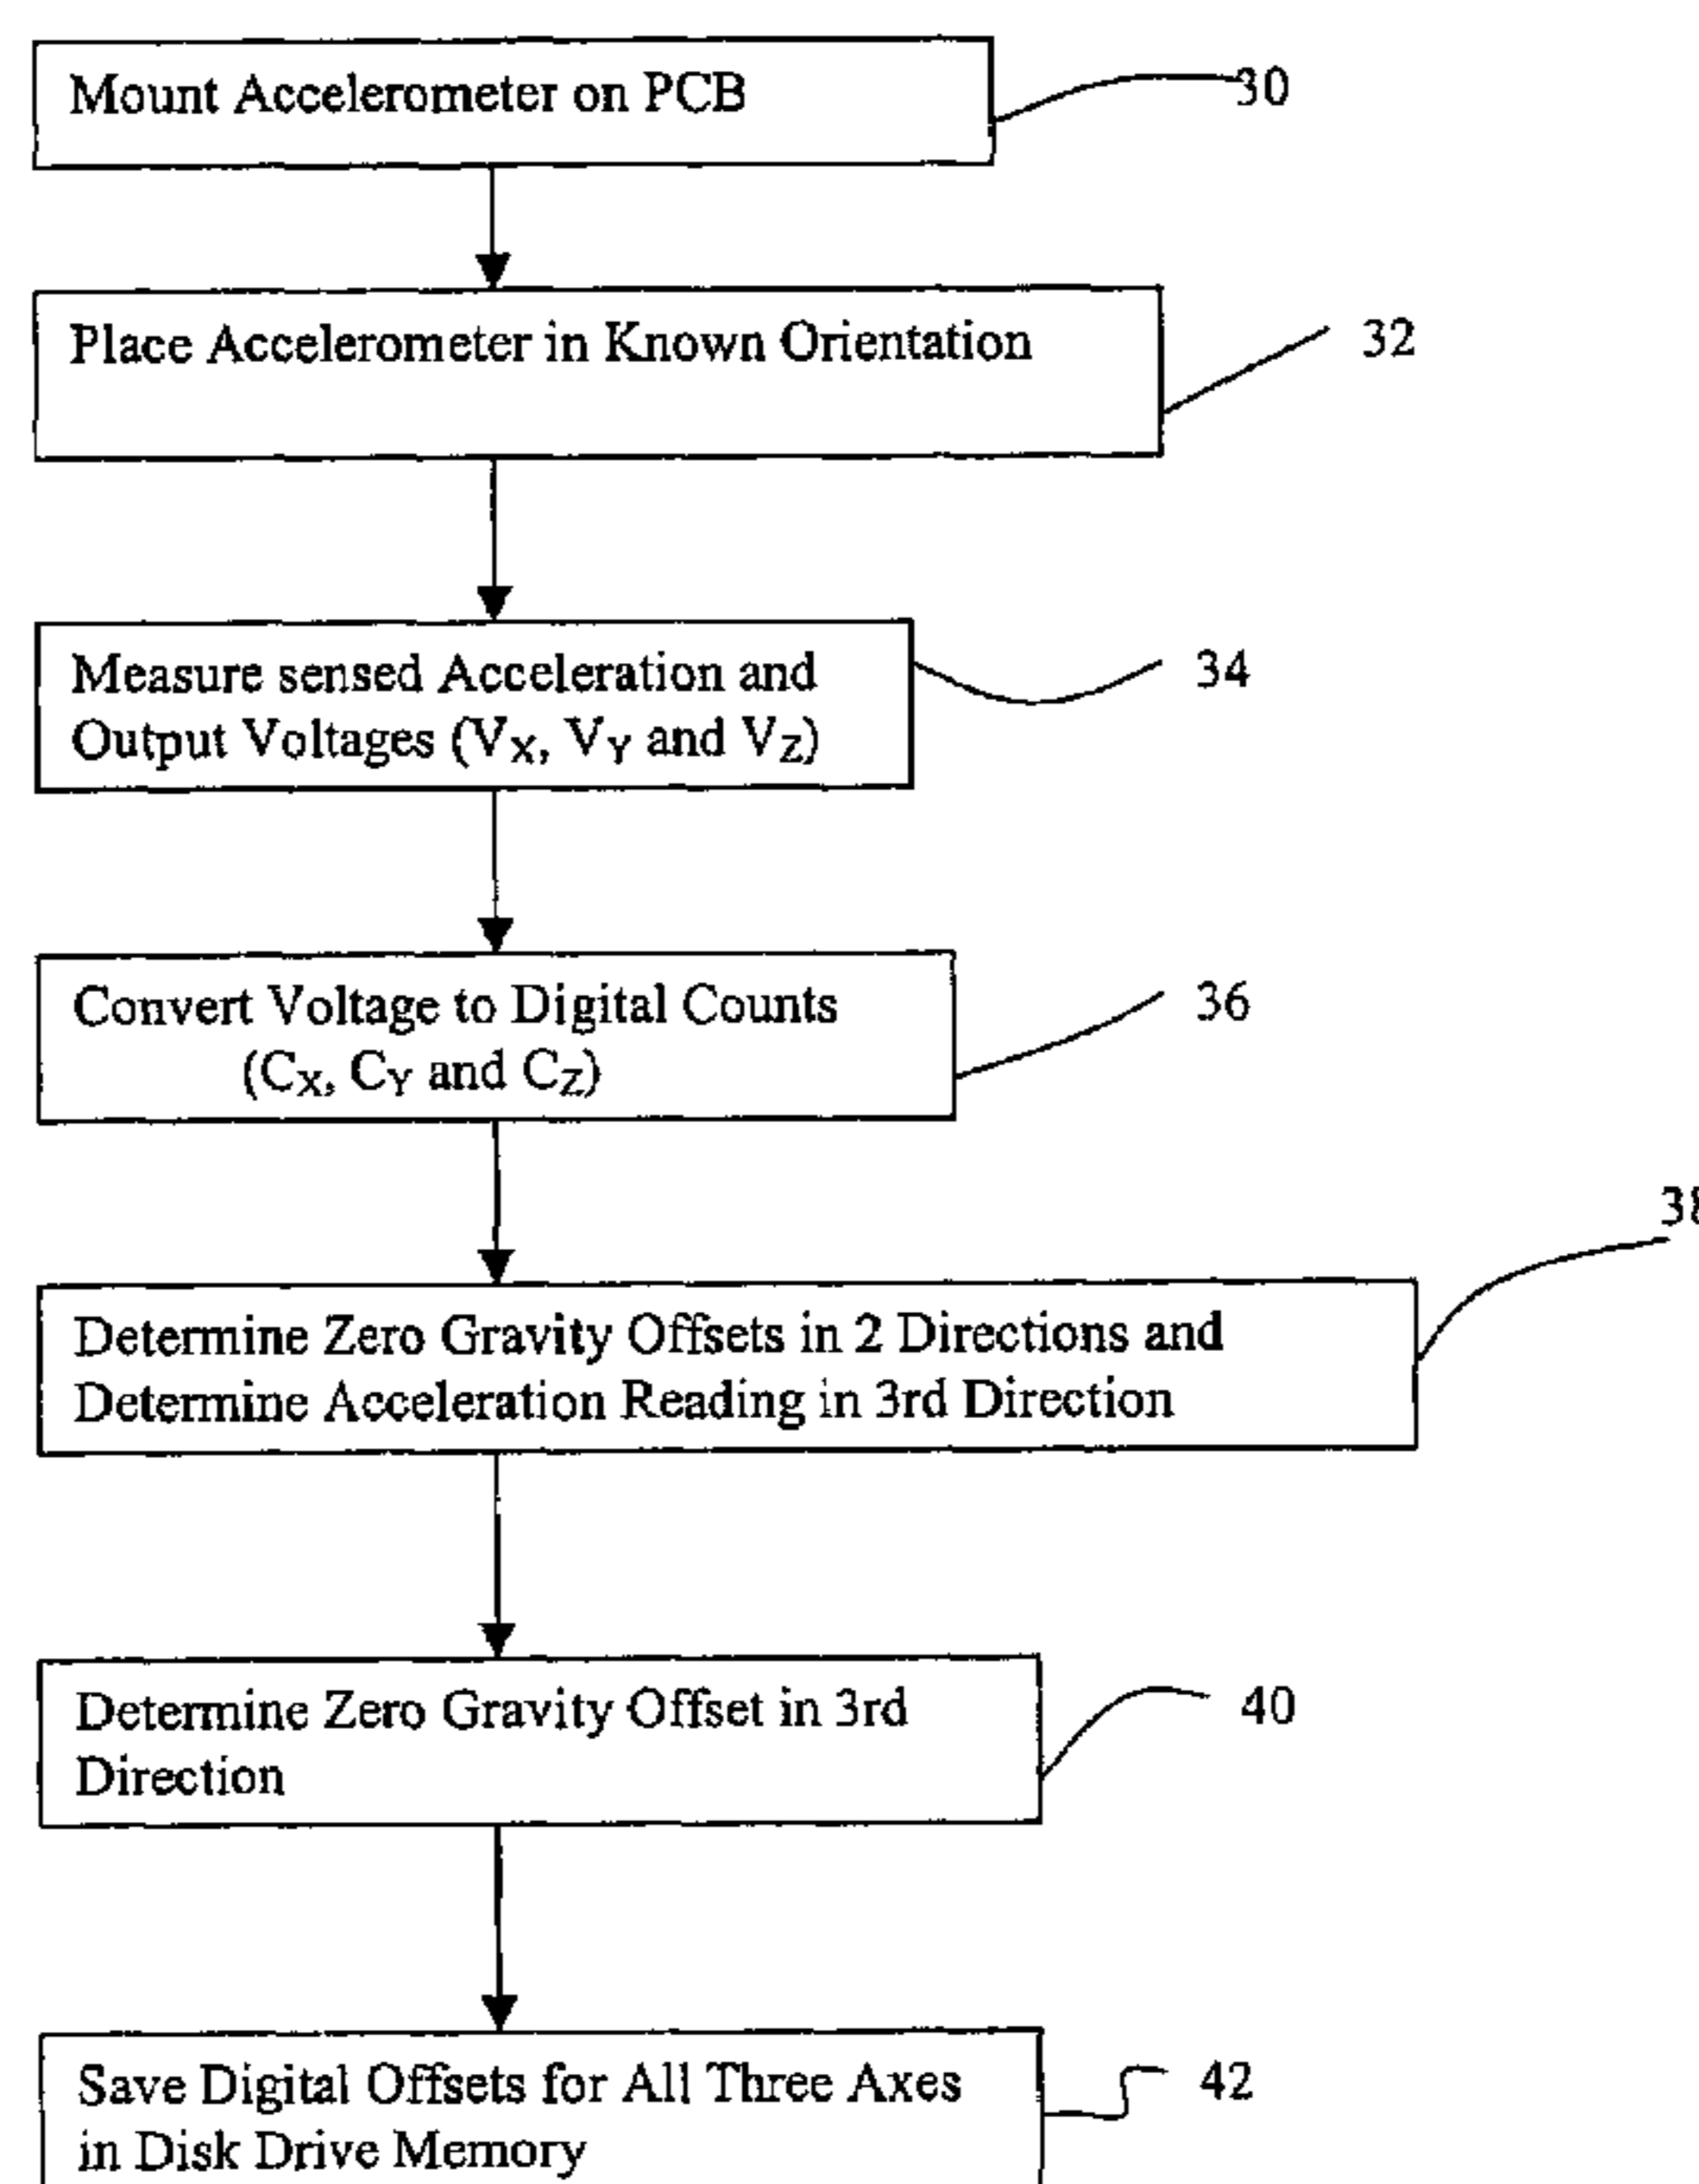 Mount Accelerometer on PCB
30
Place Accelerometer in Known Orientation
32
Measure sensed Acceleration and
Output Voltages (VX, VY and VZ)
34
Convert Voltage to Digital Counts
(CX, CY and CZ)
36
38
Determine Zero Gravity Offsets in 2 Directions and
Determine Acceleration Reading in 3rd Direction
Determine Zero Gravity Offset in 3rd
Direction
40
Save Digital Offsets for All Three Axes
in Disk Drive Memory
42